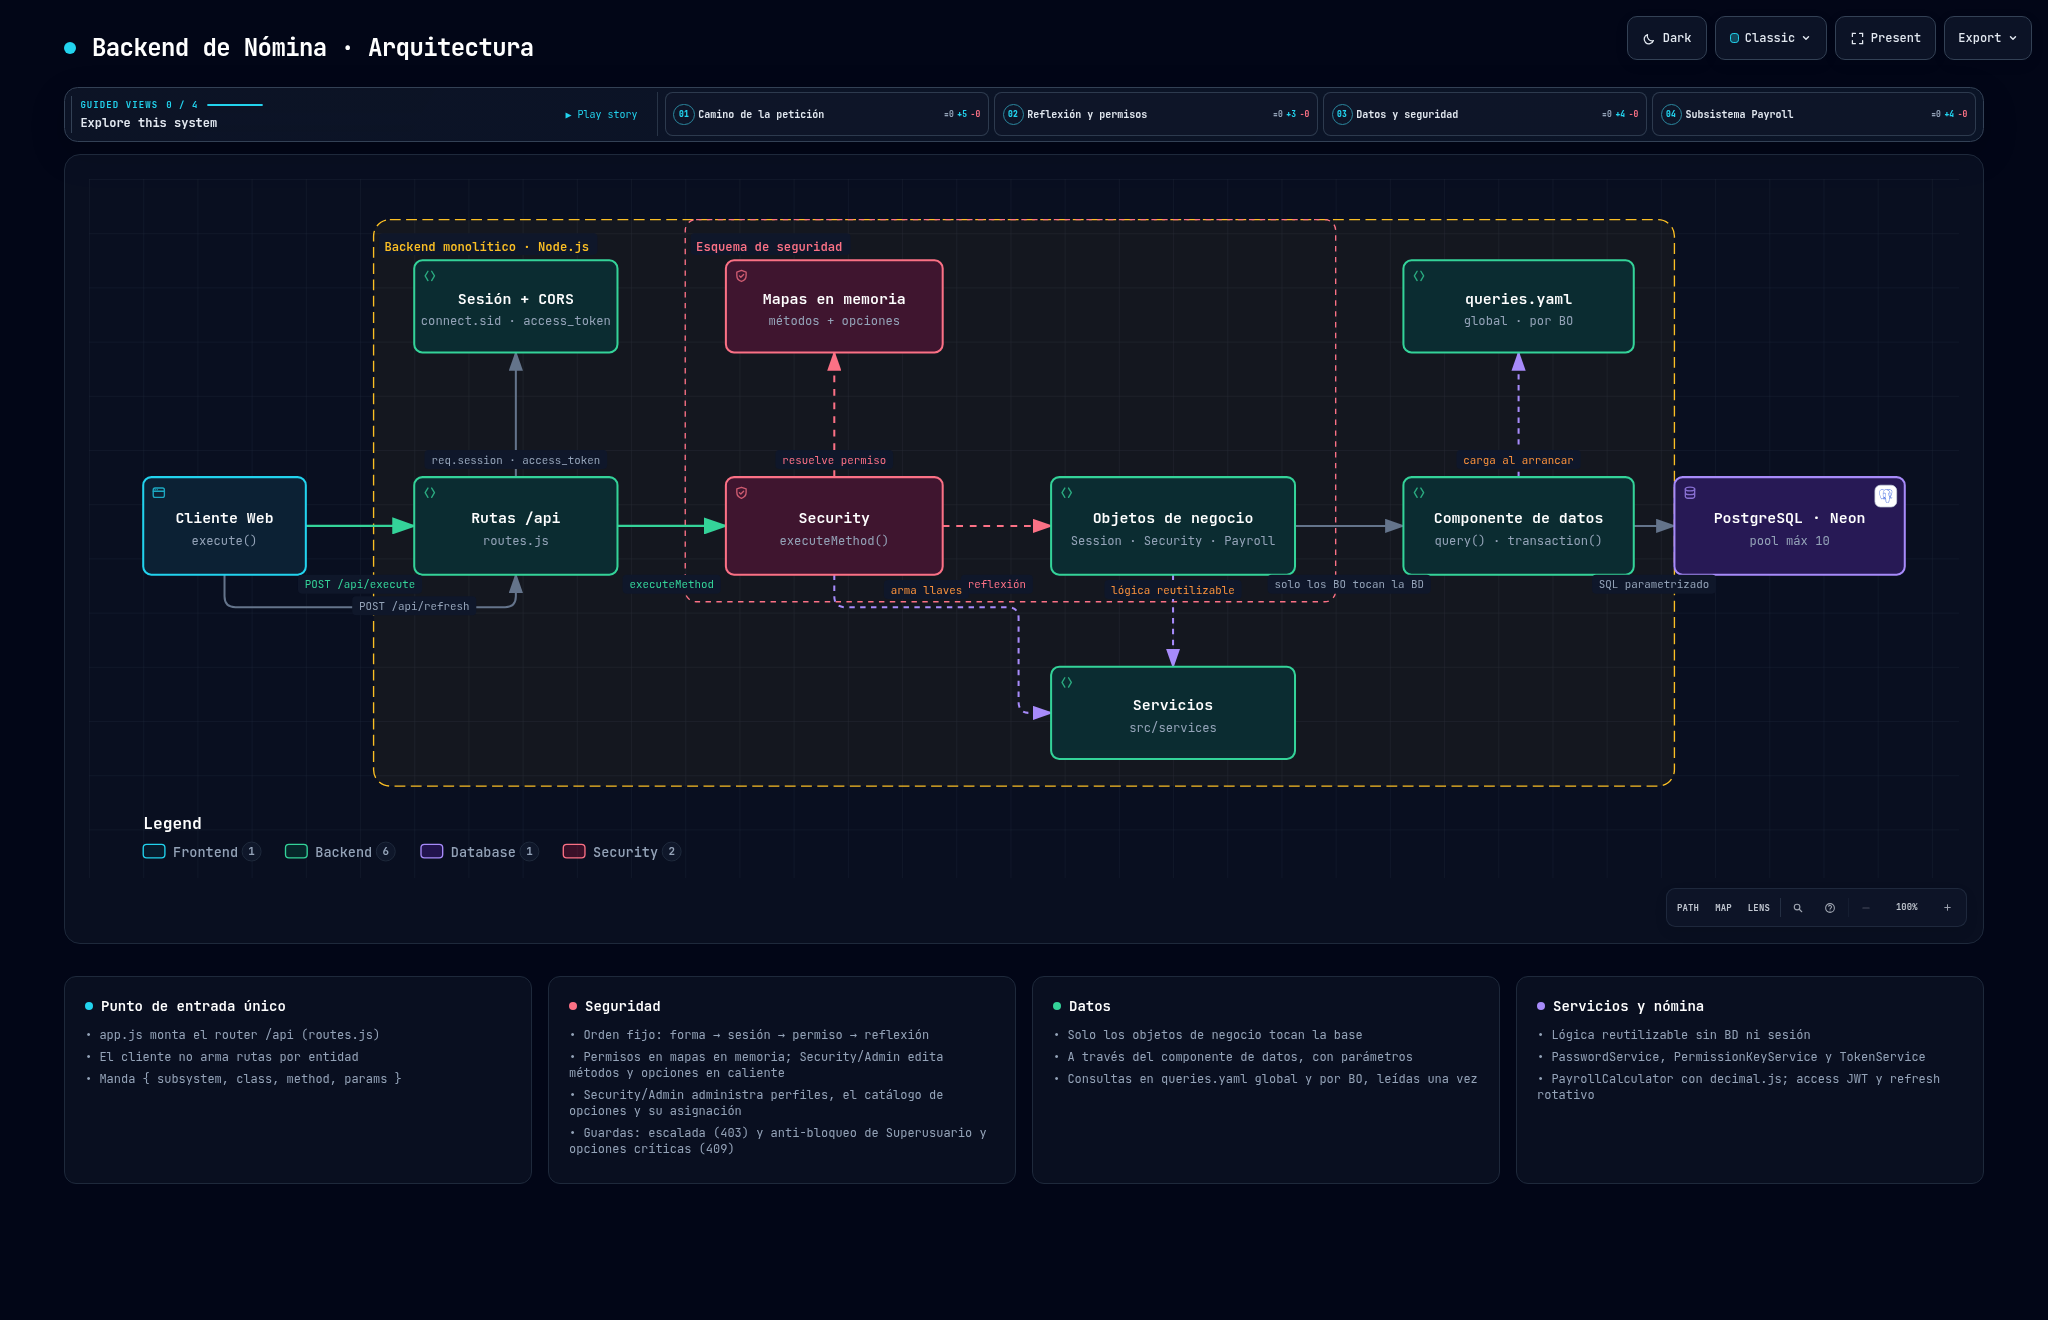 Backend de Nómina · Arquitectura
Dark
Classic
Present
Export
GUIDED VIEWS 0 / 4
Explore this system
▶ Play story
01 Camino de la petición =0 +5 -0
02 Reflexión y permisos =0 +3 -0
03 Datos y seguridad =0 +4 -0
04 Subsistema Payroll =0 +4 -0
Backend monolítico · Node.js
Esquema de seguridad
Sesión + CORS
connect.sid · access_token
Mapas en memoria
métodos + opciones
queries.yaml
global · por BO
req.session · access_token
resuelve permiso
carga al arrancar
Cliente Web
execute()
Rutas /api
routes.js
Security
executeMethod()
Objetos de negocio
Session · Security · Payroll
Componente de datos
query() · transaction()
PostgreSQL · Neon
pool máx 10
POST /api/execute
executeMethod
arma llaves
reflexión
lógica reutilizable
solo los BO tocan la BD
SQL parametrizado
POST /api/refresh
Servicios
src/services
Legend
Frontend 1
Backend 6
Database 1
Security 2
PATH
MAP
LENS
−
100%
+
Punto de entrada único
• app.js monta el router /api (routes.js)
• El cliente no arma rutas por entidad
• Manda { subsystem, class, method, params }
Seguridad
• Orden fijo: forma → sesión → permiso → reflexión
• Permisos en mapas en memoria; Security/Admin edita
métodos y opciones en caliente
• Security/Admin administra perfiles, el catálogo de
opciones y su asignación
• Guardas: escalada (403) y anti-bloqueo de Superusuario y
opciones críticas (409)
Datos
• Solo los objetos de negocio tocan la base
• A través del componente de datos, con parámetros
• Consultas en queries.yaml global y por BO, leídas una vez
Servicios y nómina
• Lógica reutilizable sin BD ni sesión
• PasswordService, PermissionKeyService y TokenService
• PayrollCalculator con decimal.js; access JWT y refresh
rotativo